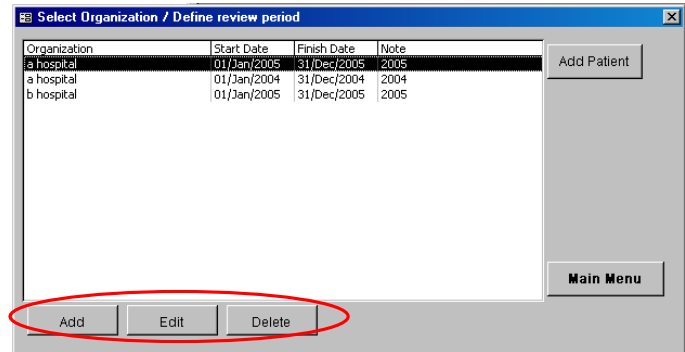 Select Organization / Define review period
Organization Start Date Finish Date Note
a hospital 01/Jan/2005 31/Dec/2005 2005
a hospital 01/Jan/2004 31/Dec/2004 2004
b hospital 01/Jan/2005 31/Dec/2005 2005
Add Patient
Main Menu
Add Edit Delete